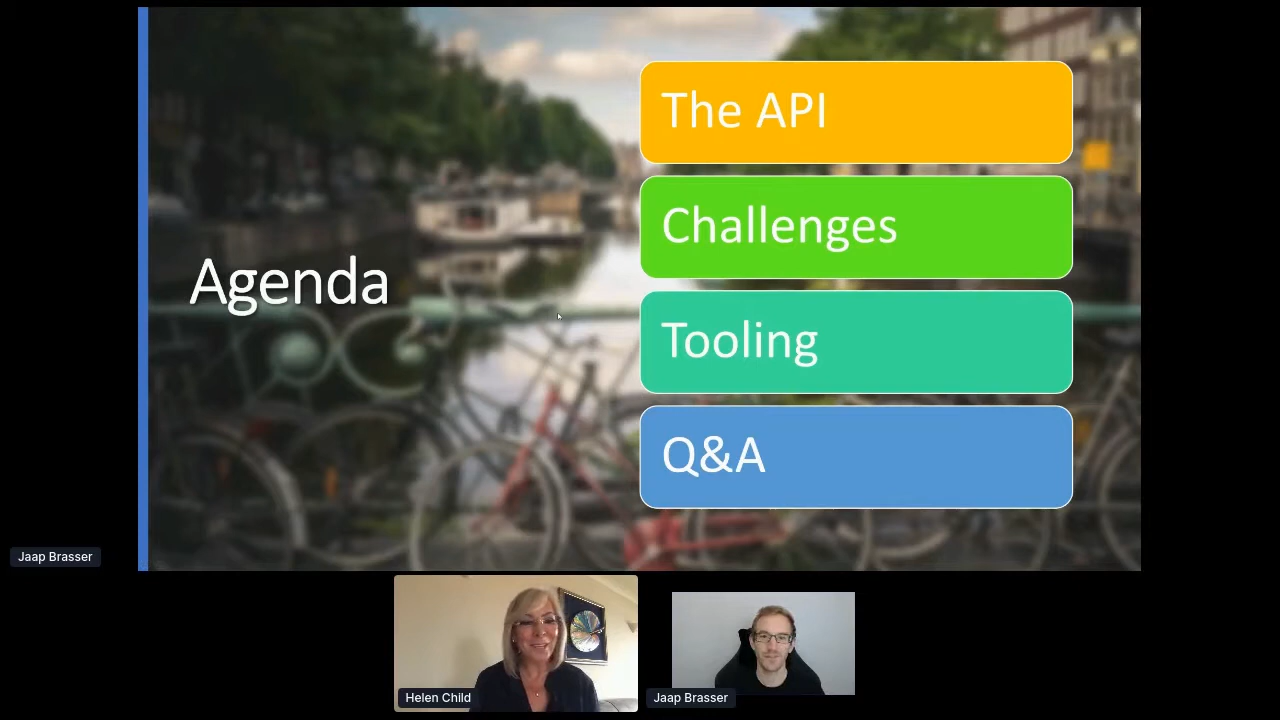 Agenda
The API
Challenges
Tooling
Q&A
Jaap Brasser
Helen Child
Jaap Brasser